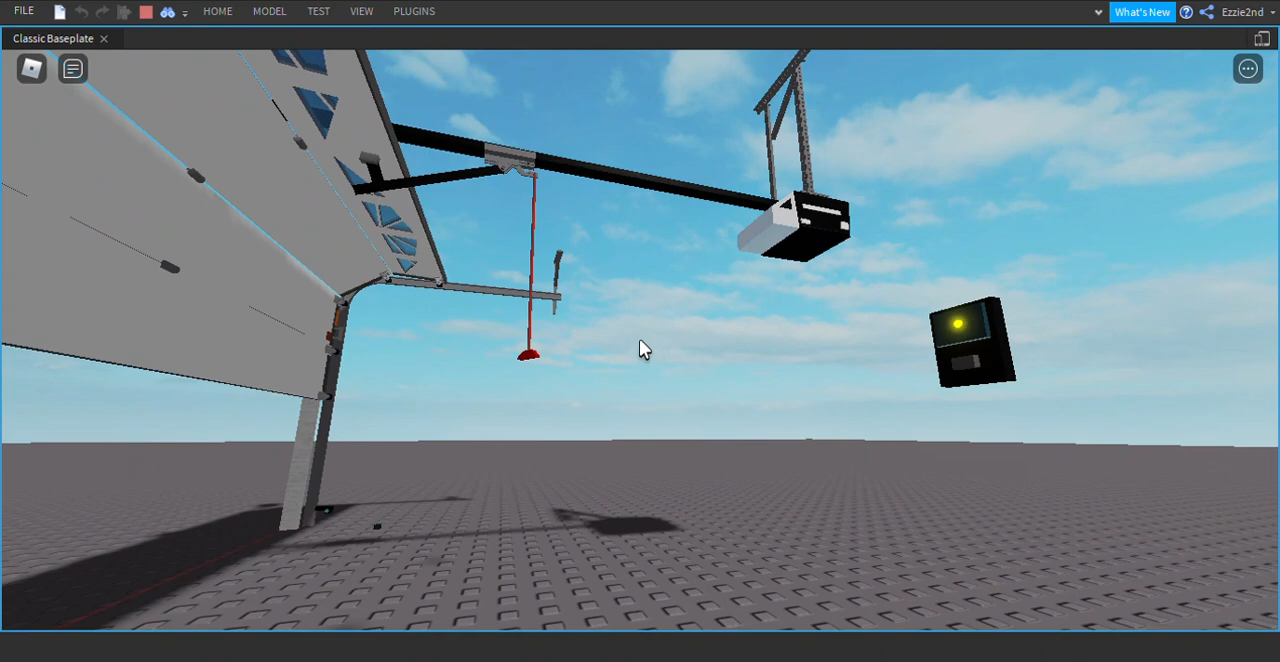 FILE
HOME
MODEL
TEST
VIEW
PLUGINS
What's New
Ezzie2nd
Classic Baseplate